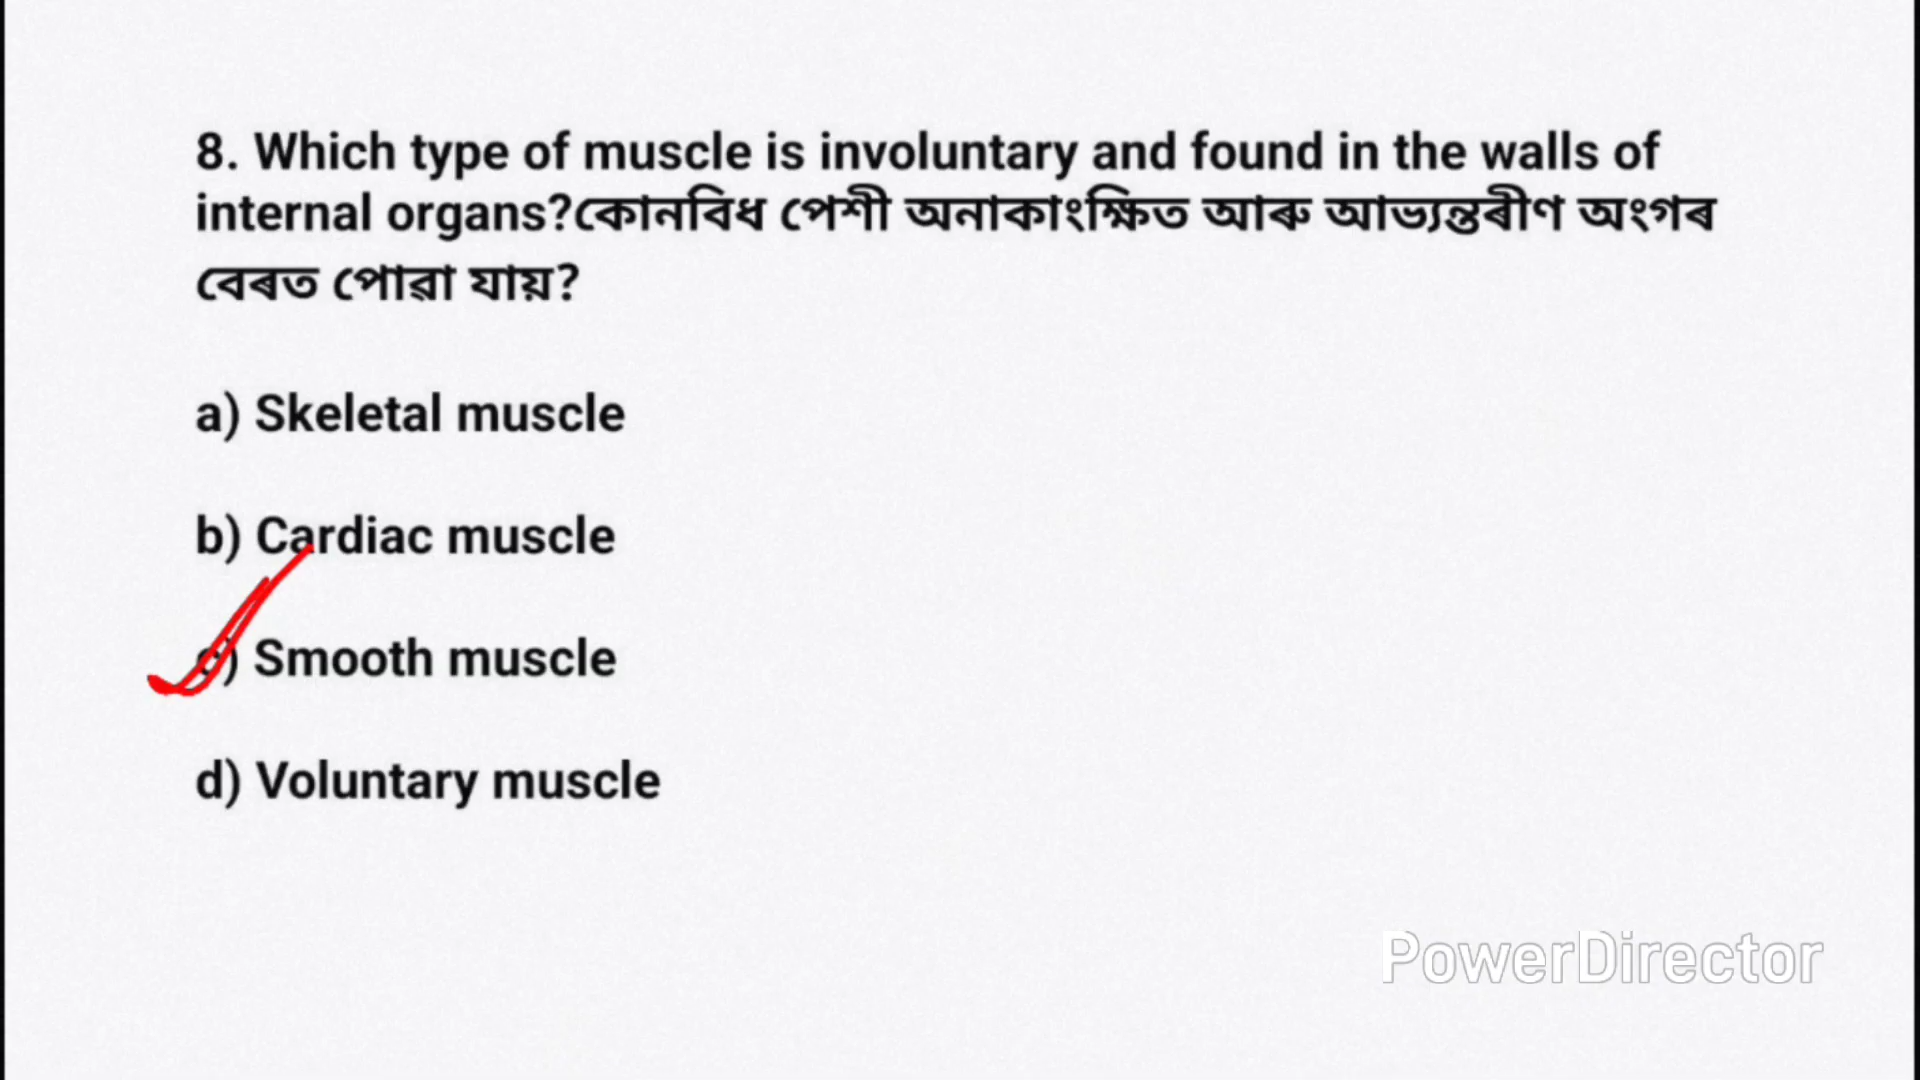 8. Which type of muscle is involuntary and found in the walls of
internal organs?কোনবিধ পেশী অনাকাংক্ষিত আৰু আভ্যন্তৰীণ অংগৰ
বেৰত পোৱা যায়?
a) Skeletal muscle
b) Cardiac muscle
c) Smooth muscle
d) Voluntary muscle
PowerDirector